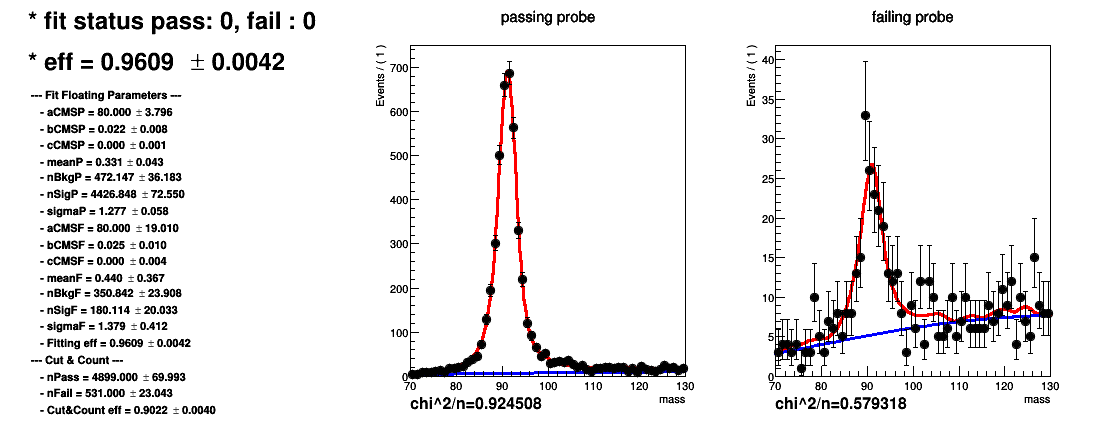 * fit status pass: 0, fail : 0
* eff = 0.9609 ± 0.0042
--- Fit Floating Parameters ---
- aCMSP = 80.000 ± 3.796
- bCMSP = 0.022 ± 0.008
- cCMSP = 0.000 ± 0.001
- meanP = 0.331 ± 0.043
- nBkgP = 472.147 ± 36.183
- nSigP = 4426.848 ± 72.550
- sigmaP = 1.277 ± 0.058
- aCMSF = 80.000 ± 19.010
- bCMSF = 0.025 ± 0.010
- cCMSF = 0.000 ± 0.004
- meanF = 0.440 ± 0.367
- nBkgF = 350.842 ± 23.908
- nSigF = 180.114 ± 20.033
- sigmaF = 1.379 ± 0.412
- Fitting eff = 0.9609 ± 0.0042
--- Cut & Count ---
- nPass = 4899.000 ± 69.993
- nFail = 531.000 ± 23.043
- Cut&Count eff = 0.9022 ± 0.0040
passing probe
Events / ( 1 )
700
600
500
400
300
200
100
0
70 80 90 100 110 120 130
mass
chi^2/n=0.924508
failing probe
Events / ( 1 )
40
35
30
25
20
15
10
5
0
70 80 90 100 110 120 130
mass
chi^2/n=0.579318